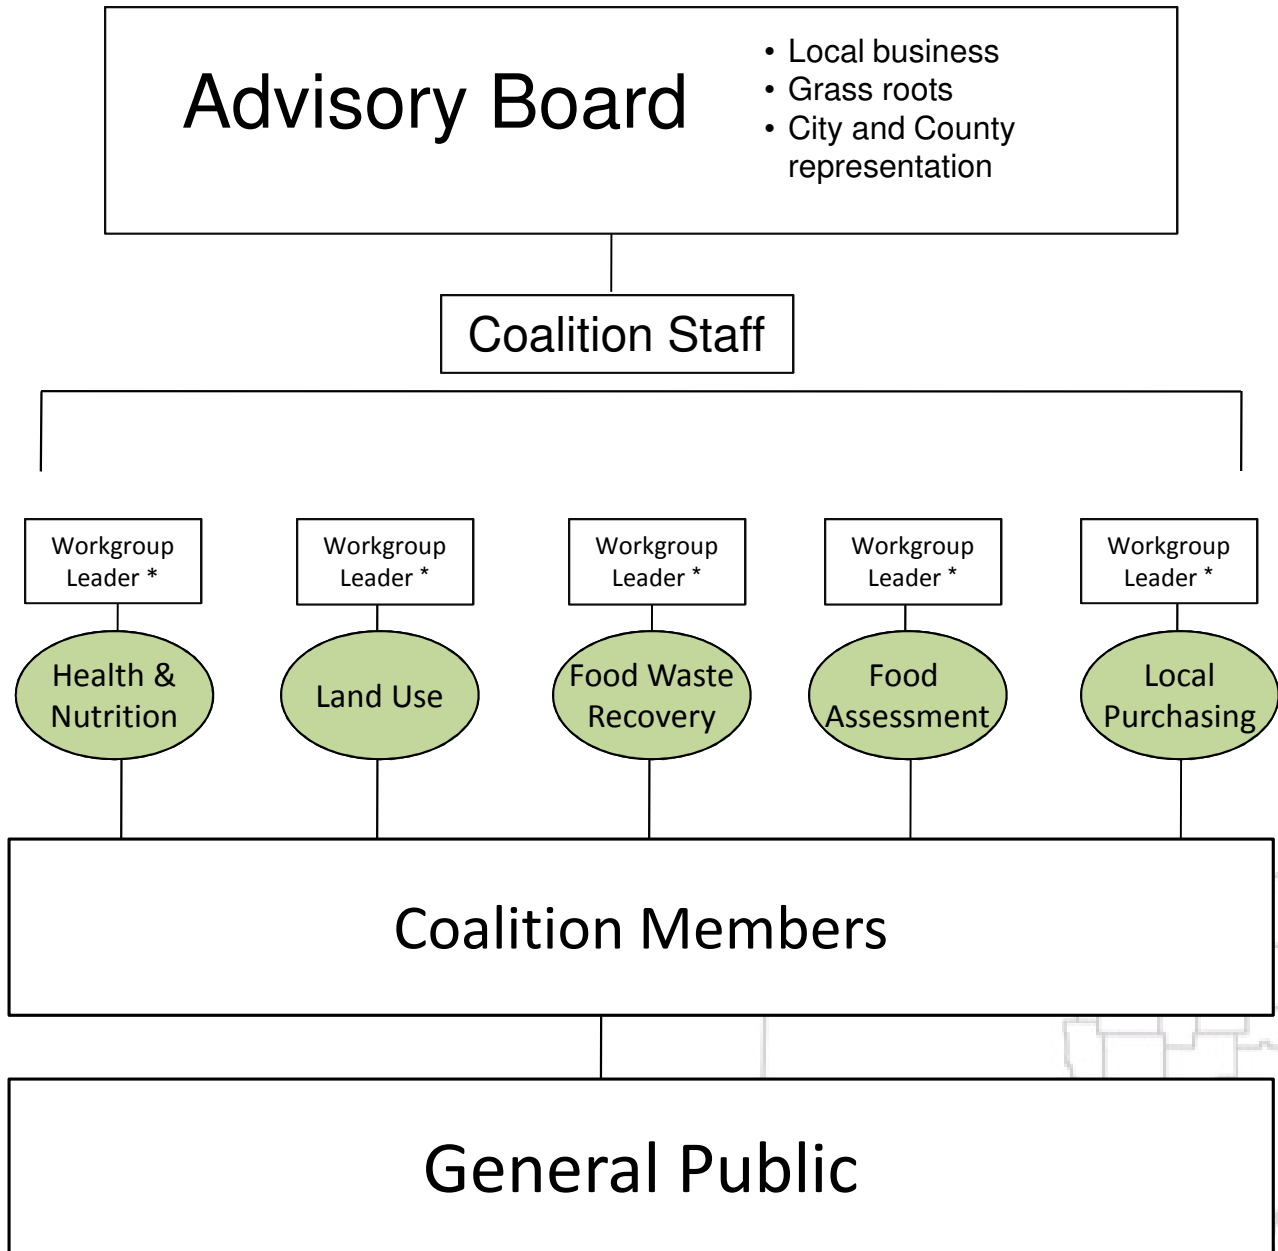 Advisory Board
• Local business
• Grass roots
• City and County
representation
Coalition Staff
Workgroup
Leader *
Workgroup
Leader *
Workgroup
Leader *
Workgroup
Leader *
Workgroup
Leader *
Health &
Nutrition
Land Use
Food Waste
Recovery
Food
Assessment
Local
Purchasing
Coalition Members
General Public